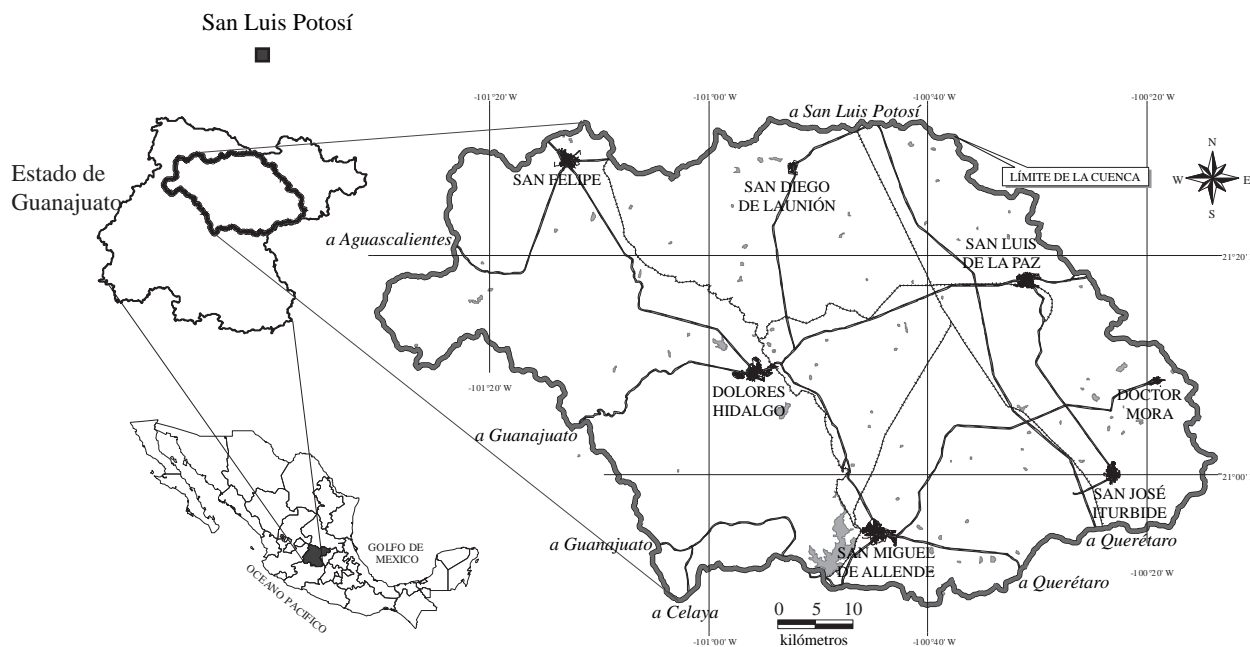 San Luis Potosí
Estado de
Guanajuato
GOLFO DE
MEXICO
OCEANO PACIFICO
-101°20' W
-101°00' W
-100°40' W
-100°20' W
a San Luis Potosí
LÍMITE DE LA CUENCA
N
W
E
S
SAN FELIPE
SAN DIEGO
DE LAUNIÓN
a Aguascalientes
SAN LUIS
DE LA PAZ
21°20'
-101°20' W
DOLORES
HIDALGO
DOCTOR
MORA
a Guanajuato
21°00'
SAN JOSÉ
ITURBIDE
a Guanajuato
SAN MIGUEL
DE ALLENDE
a Querétaro
a Querétaro
-100°20' W
a Celaya
0 5 10
kilómetros
-101°00' W
-100°40' W